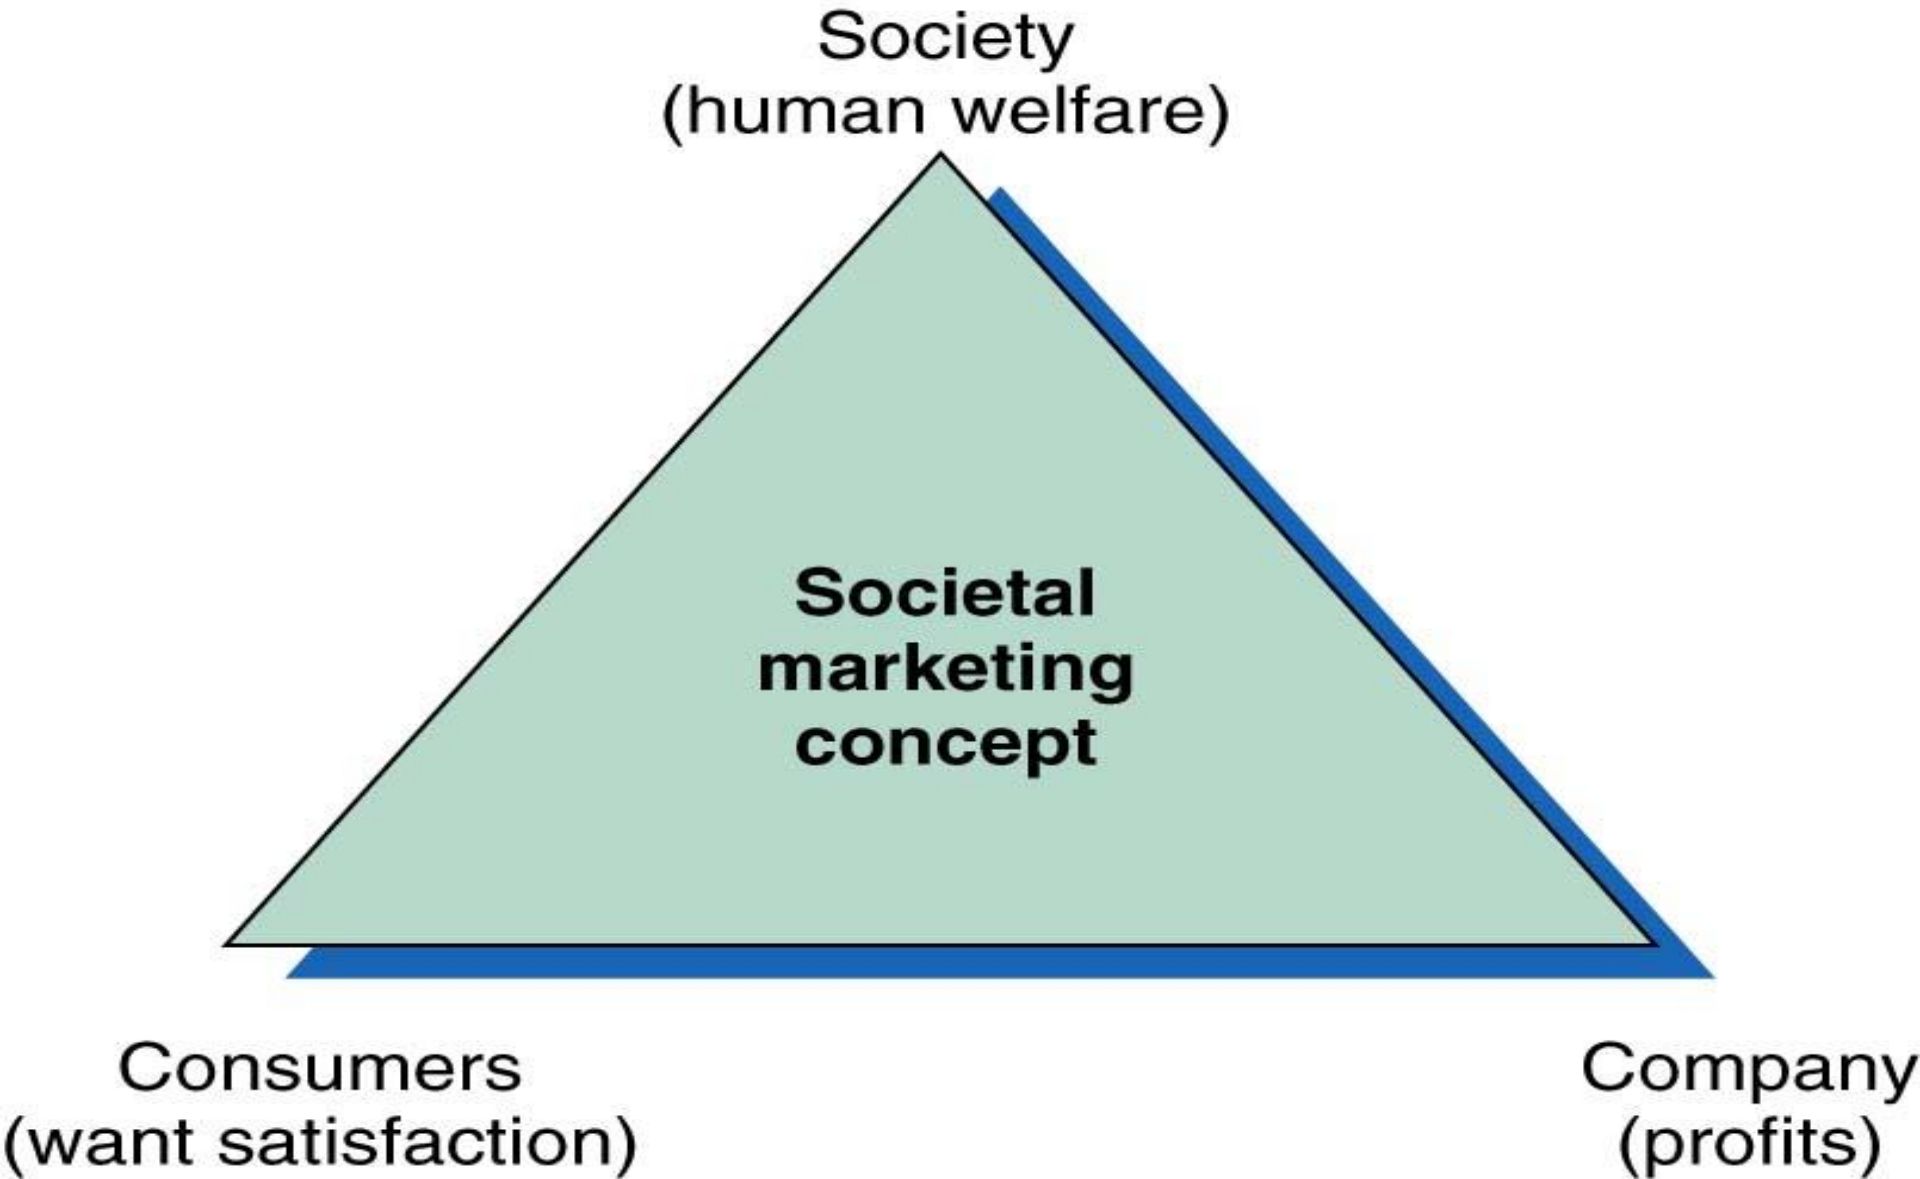 Society
(human welfare)
Societal
marketing
concept
Consumers
(want satisfaction)
Company
(profits)